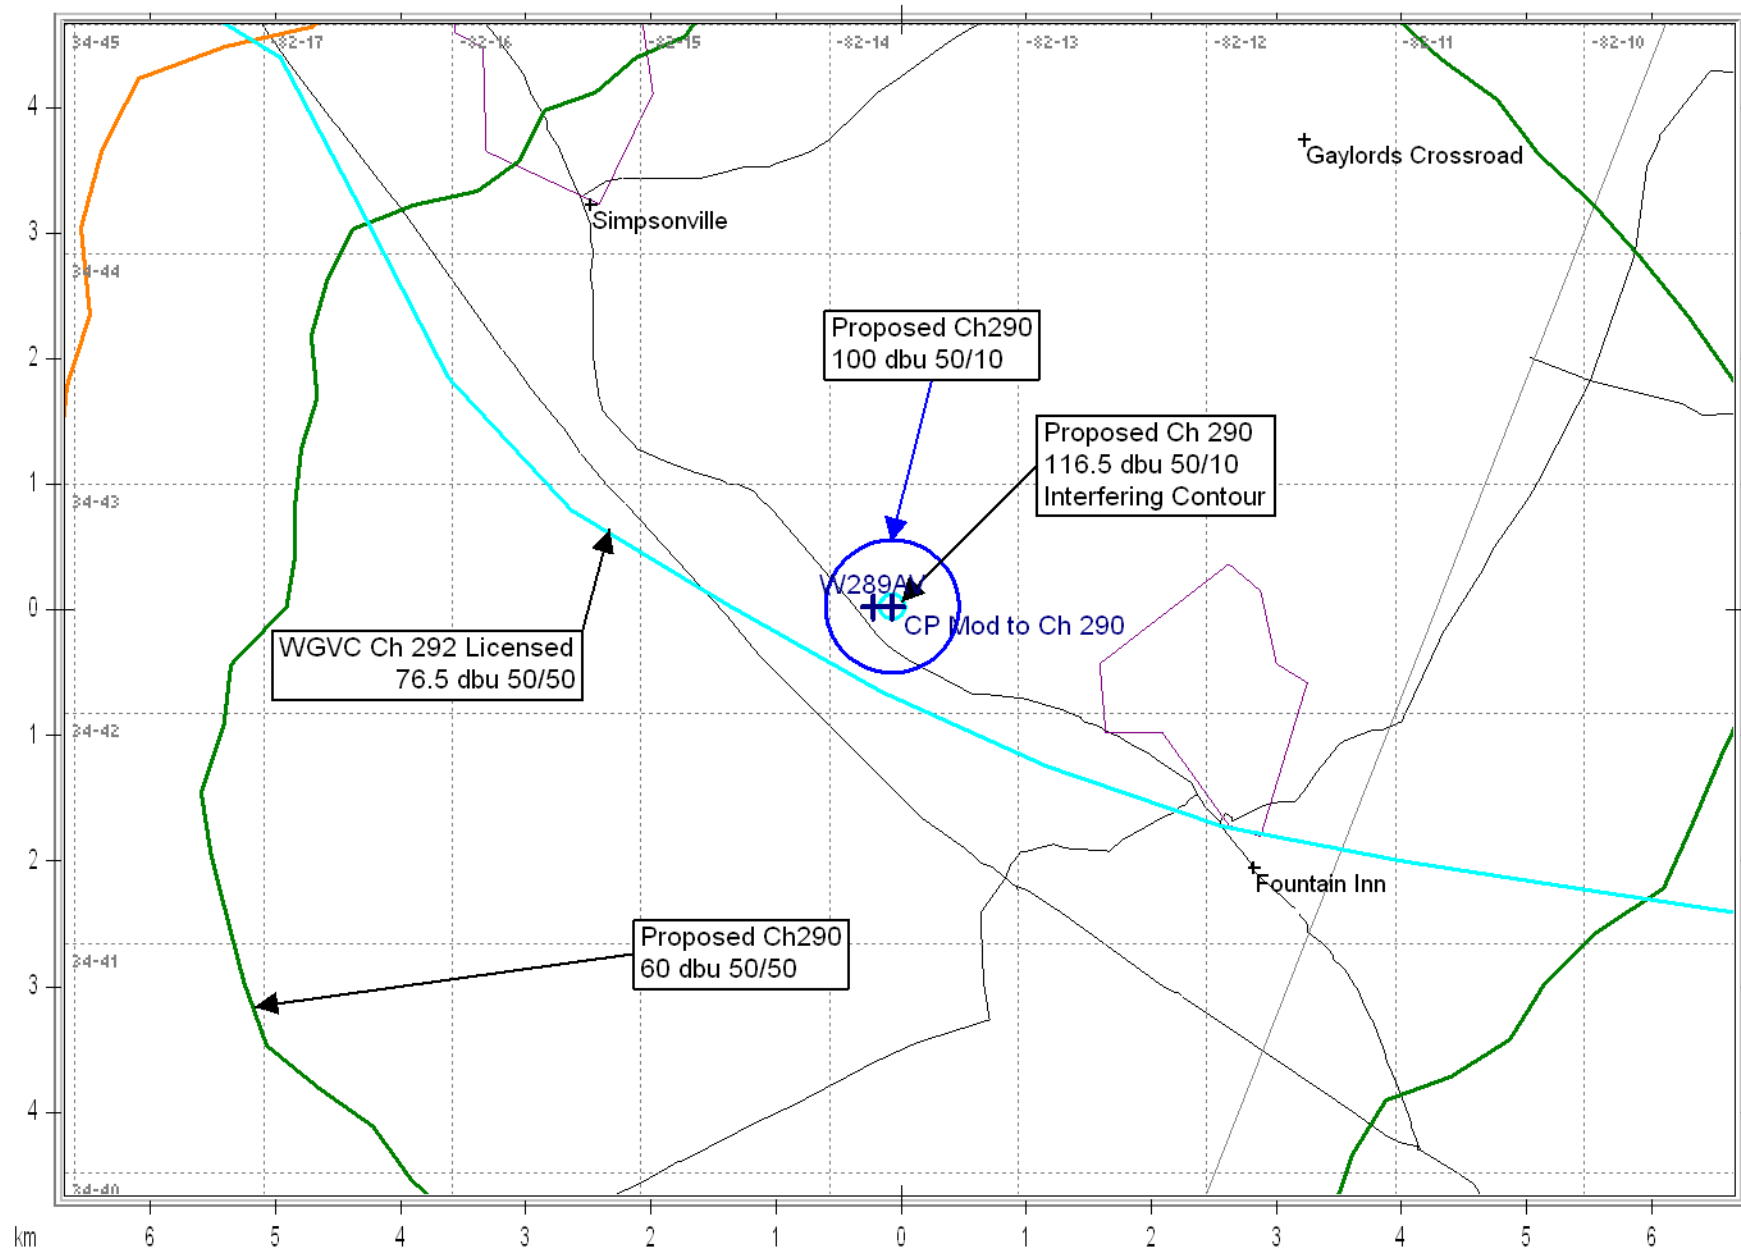 34-45
-82-17
-82-16
-82-15
-82-14
-82-13
-82-12
-82-11
-82-10
4
Gaylords Crossroad
Simpsonville
3
34-44
Proposed Ch290
100 dbu 50/10
2
Proposed Ch 290
116.5 dbu 50/10
Interfering Contour
1
34-43
W289A
0
CP Mod to Ch 290
WGVC Ch 292 Licensed
76.5 dbu 50/50
34-42
1
2
Fountain Inn
Proposed Ch290
60 dbu 50/50
34-41
3
4
34-40
km
6
5
4
3
2
1
0
1
2
3
4
5
6